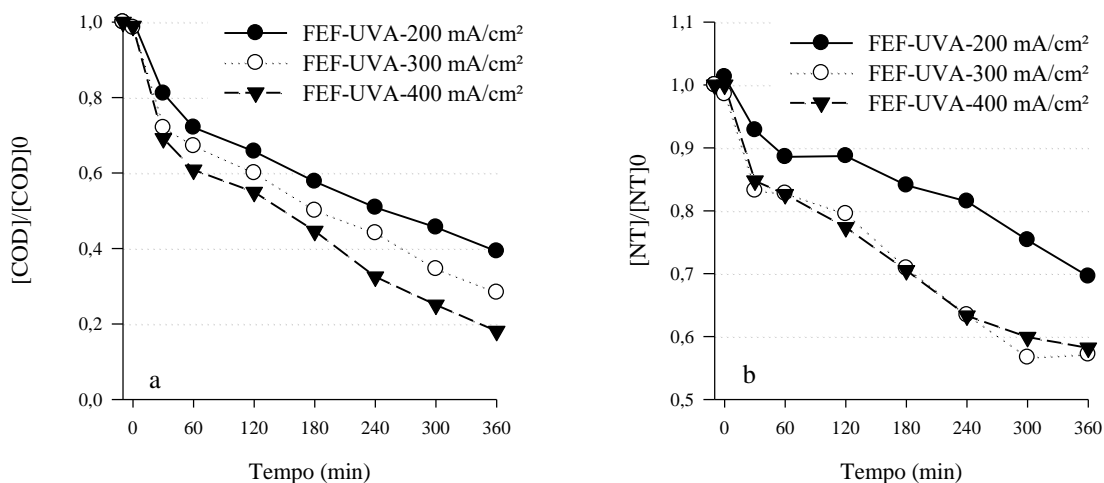 [COD]/[COD]0
1,0
0,8
0,6
0,4
0,2
0,0
FEF-UVA-200 mA/cm²
FEF-UVA-300 mA/cm²
FEF-UVA-400 mA/cm²
a
0 60 120 180 240 300 360
Tempo (min)
[NT]/[NT]0
1,1
1,0
0,9
0,8
0,7
0,6
0,5
FEF-UVA-200 mA/cm²
FEF-UVA-300 mA/cm²
FEF-UVA-400 mA/cm²
b
0 60 120 180 240 300 360
Tempo (min)